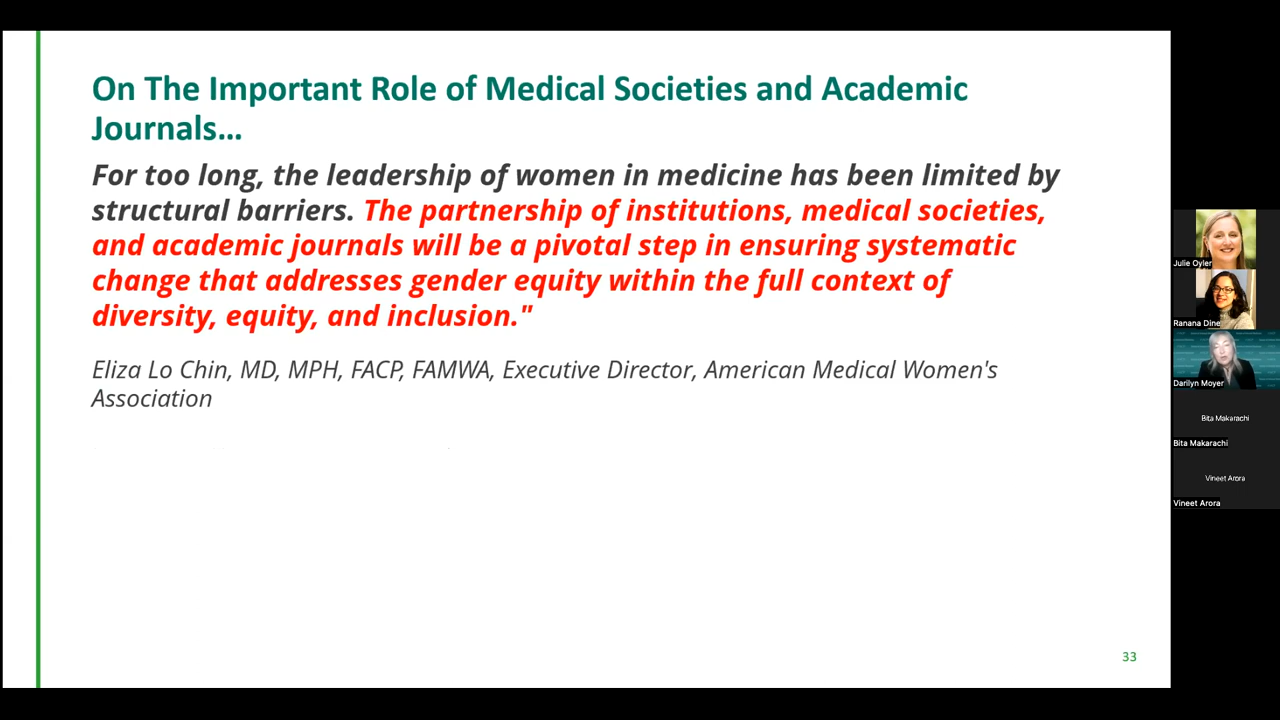 On The Important Role of Medical Societies and Academic
Journals…
For too long, the leadership of women in medicine has been limited by
structural barriers. The partnership of institutions, medical societies,
and academic journals will be a pivotal step in ensuring systematic
change that addresses gender equity within the full context of
diversity, equity, and inclusion."
Eliza Lo Chin, MD, MPH, FACP, FAMWA, Executive Director, American Medical Women's
Association
33
Julie Oyler
Ranana Dine
Darilyn Moyer
Bita Makarachi
Bita Makarachi
Vineet Arora
Vineet Arora